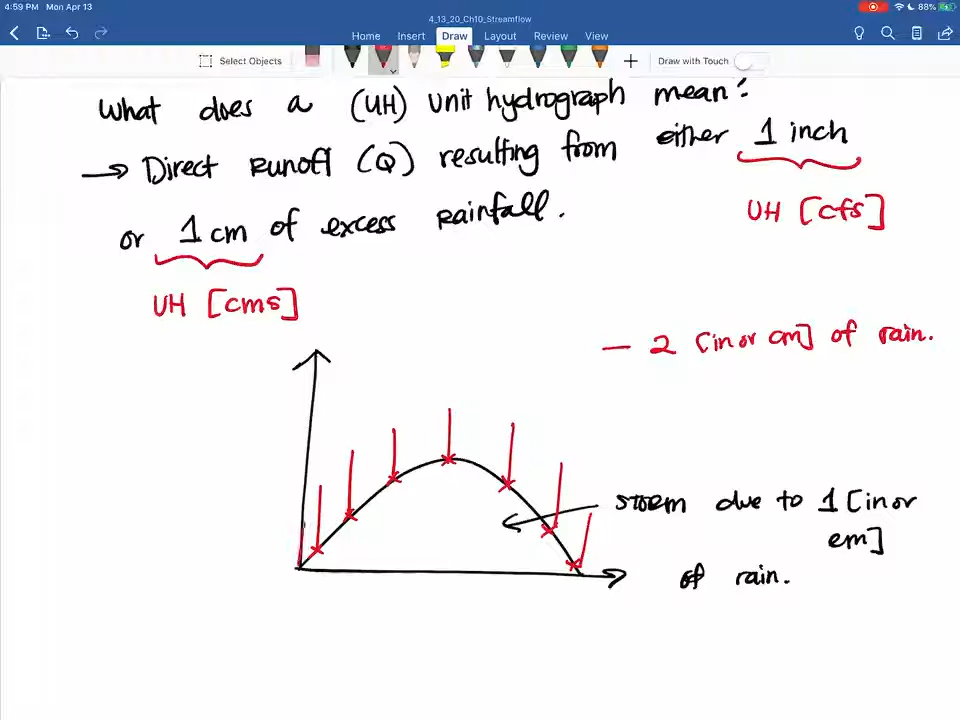 4:59 PM Mon Apr 13
88%
4_13_20_Ch10_Streamflow
Home Insert Draw Layout Review View
Select Objects
Draw with Touch
What does a (UH) unit hydrograph mean?
→ Direct Runoff (Q) resulting from either 1 inch
or 1 cm of excess rainfall.
UH [cfs]
UH [cms]
— 2 [in or cm] of rain.
storm due to 1 [in or
cm]
of rain.